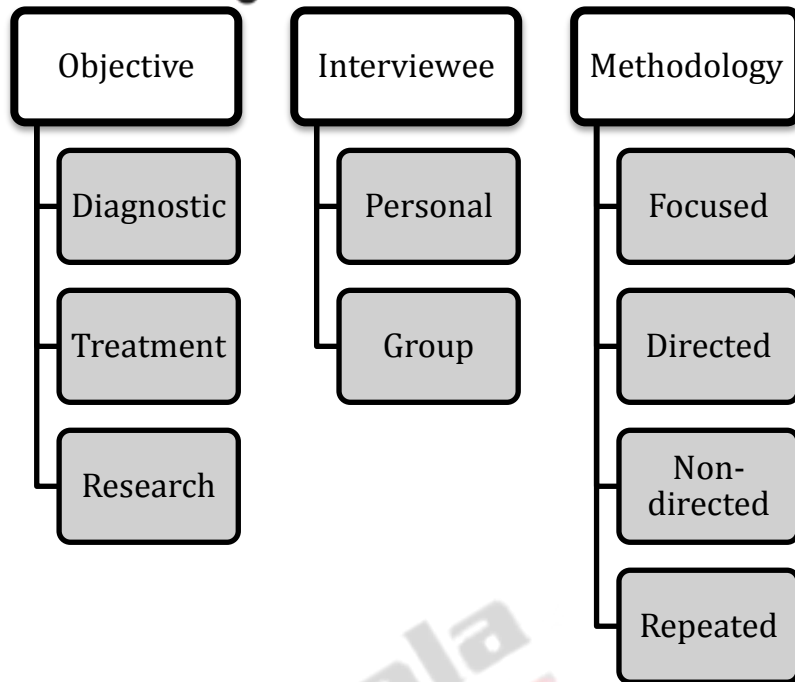 Objective
Diagnostic
Treatment
Research
Interviewee
Personal
Group
Methodology
Focused
Directed
Non-
directed
Repeated